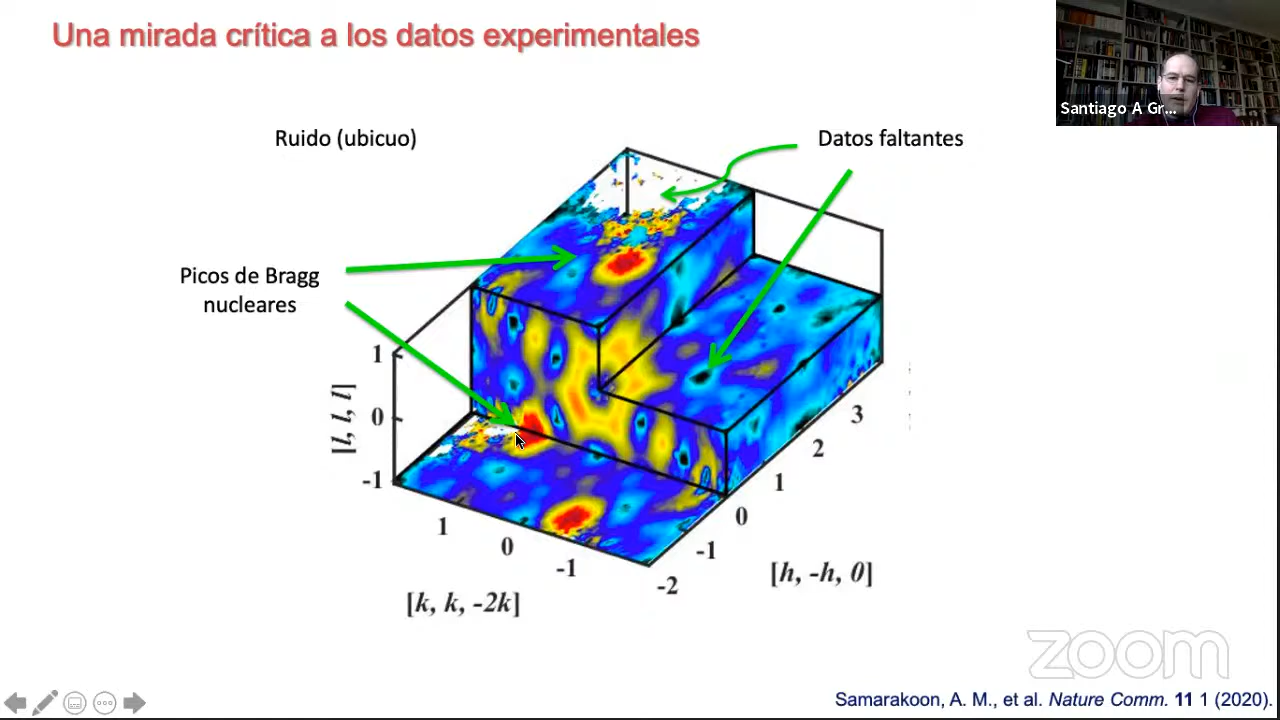 Una mirada crítica a los datos experimentales
Santiago A Gr...
Ruido (ubicuo)
Datos faltantes
Picos de Bragg
nucleares
1
0
-1
[l, l, l]
1
0
-1
[k, k, -2k]
-2
-1
0
1
2
3
[h, -h, 0]
zoom
Samarakoon, A. M., et al. Nature Comm. 11 1 (2020).